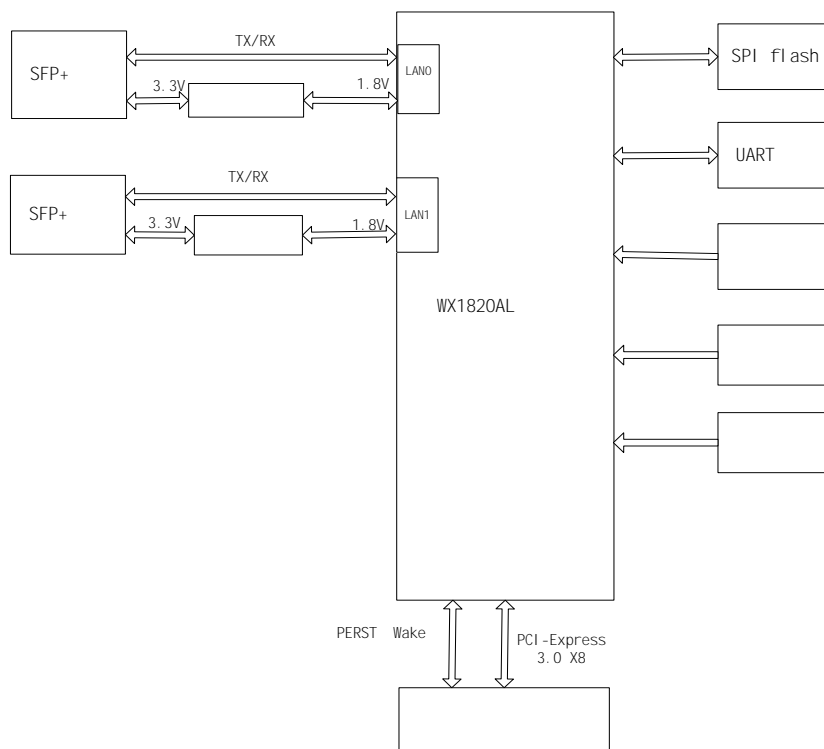 TX/RX
SFP+
LAN0
SPI flash
3.3V
1.8V
UART
TX/RX
SFP+
LAN1
3.3V
1.8V
WX1820AL
PERST Wake
PCI-Express
3.0 X8